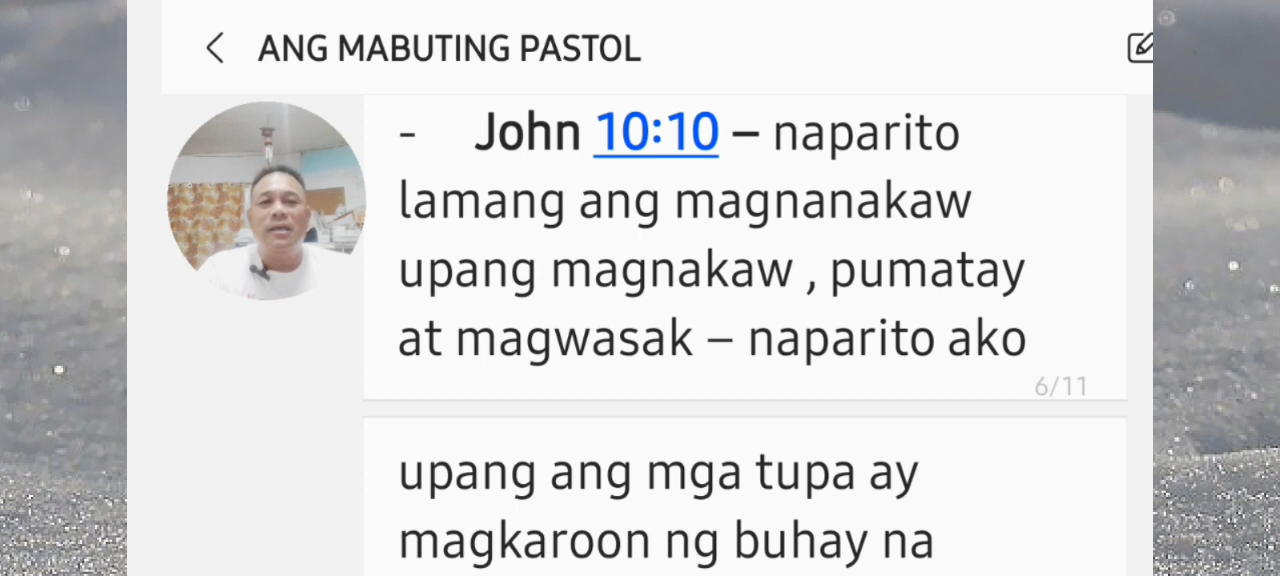 ANG MABUTING PASTOL
- John 10:10 – naparito
lamang ang magnanakaw
upang magnakaw , pumatay
at magwasak – naparito ako
6/11
upang ang mga tupa ay
magkaroon ng buhay na